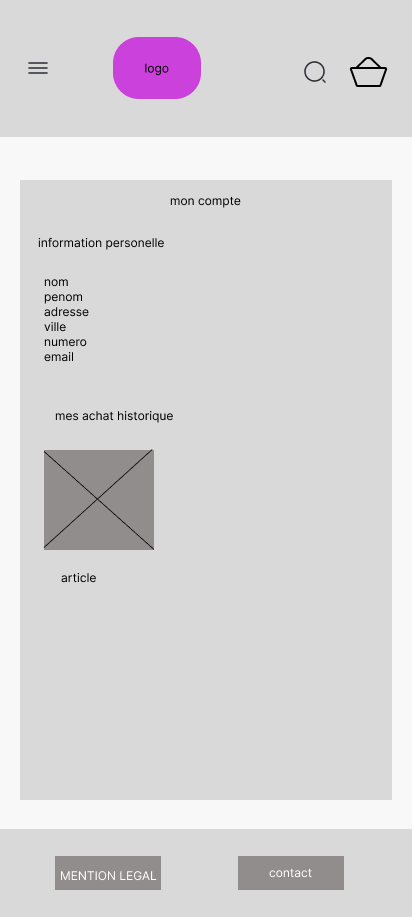 logo
mon compte
information personelle
nom
penom
adresse
ville
numero
email
mes achat historique
article
MENTION LEGAL
contact